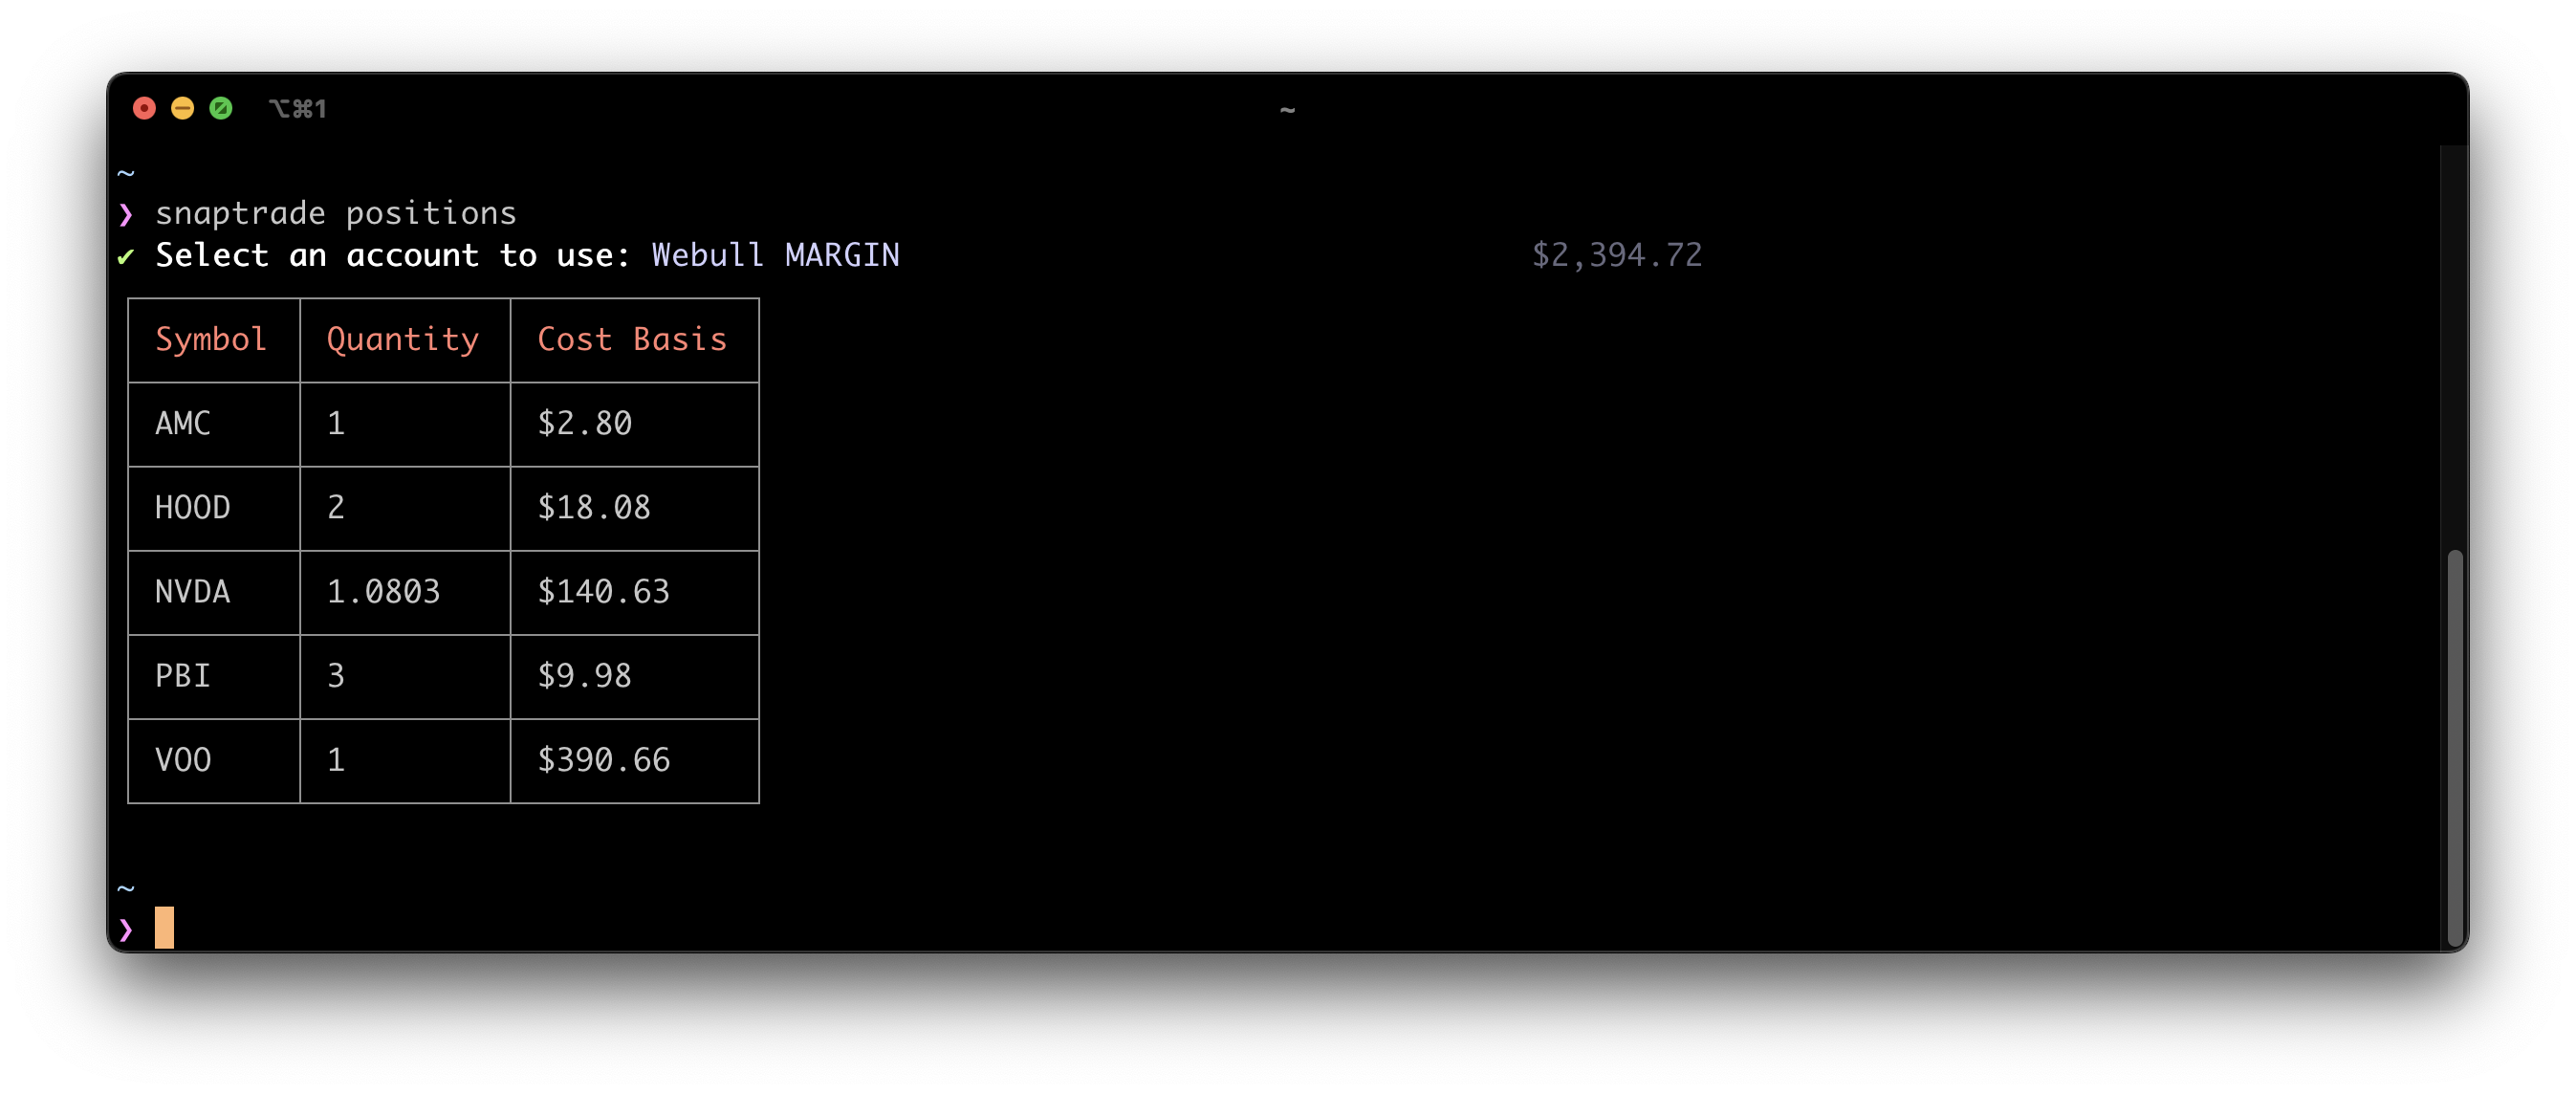 ⌥⌘1
~
~
❯ snaptrade positions
✔ Select an account to use: Webull MARGIN $2,394.72
Symbol Quantity Cost Basis
AMC 1 $2.80
HOOD 2 $18.08
NVDA 1.0803 $140.63
PBI 3 $9.98
VOO 1 $390.66
~
❯